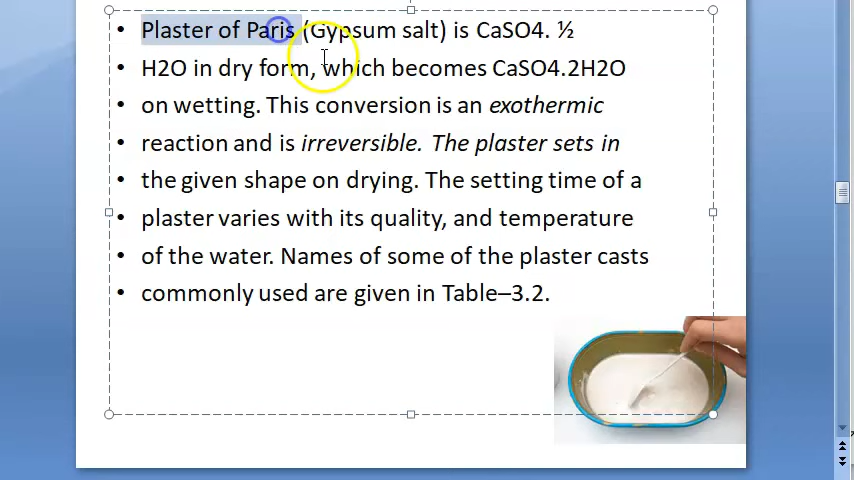 • Plaster of Paris (Gypsum salt) is CaSO4. ½
• H2O in dry form, which becomes CaSO4.2H2O
• on wetting. This conversion is an exothermic
• reaction and is irreversible. The plaster sets in
• the given shape on drying. The setting time of a
• plaster varies with its quality, and temperature
• of the water. Names of some of the plaster casts
• commonly used are given in Table–3.2.